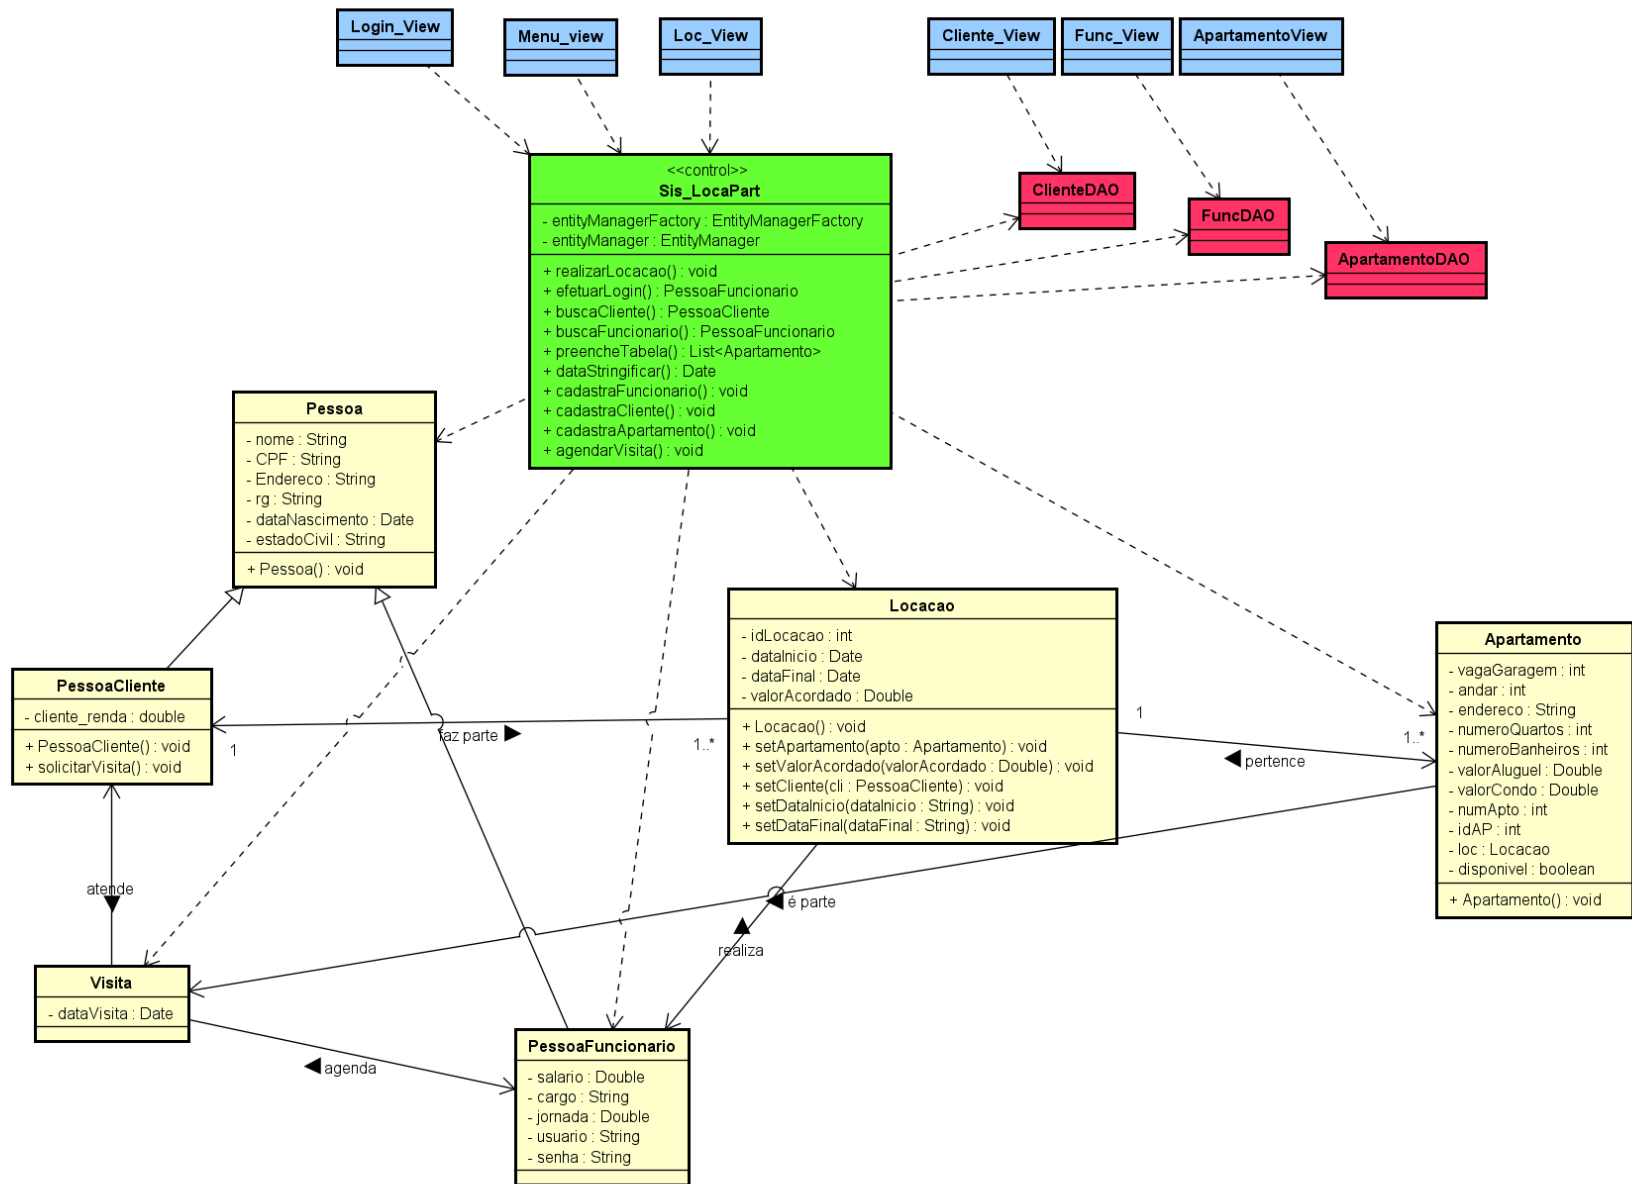 Login_View
Menu_view
Loc_View
Cliente_View
Func_View
ApartamentoView
<<control>>
Sis_LocaPart
- entityManagerFactory : EntityManagerFactory
- entityManager : EntityManager
+ realizarLocacao() : void
+ efetuarLogin() : PessoaFuncionario
+ buscaCliente() : PessoaCliente
+ buscaFuncionario() : PessoaFuncionario
+ preencheTabela() : List<Apartamento>
+ dataStringificar() : Date
+ cadastraFuncionario() : void
+ cadastraCliente() : void
+ cadastraApartamento() : void
+ agendarVisita() : void
ClienteDAO
FuncDAO
ApartamentoDAO
Pessoa
- nome : String
- CPF : String
- Endereco : String
- rg : String
- dataNascimento : Date
- estadoCivil : String
+ Pessoa() : void
Locacao
- idLocacao : int
- dataInicio : Date
- dataFinal : Date
- valorAcordado : Double
+ Locacao() : void
+ setApartamento(apto : Apartamento) : void
+ setValorAcordado(valorAcordado : Double) : void
+ setCliente(cli : PessoaCliente) : void
+ setDataInicio(dataInicio : String) : void
+ setDataFinal(dataFinal : String) : void
Apartamento
- vagaGaragem : int
- andar : int
- endereco : String
- numeroQuartos : int
- numeroBanheiros : int
- valorAluguel : Double
- valorCondo : Double
- numApto : int
- idAP : int
- loc : Locacao
- disponivel : boolean
+ Apartamento() : void
PessoaCliente
- cliente_renda : double
+ PessoaCliente() : void
+ solicitarVisita() : void
1
faz parte
1..*
1
1..*
pertence
atende
é parte
realiza
Visita
- dataVisita : Date
agenda
PessoaFuncionario
- salario : Double
- cargo : String
- jornada : Double
- usuario : String
- senha : String